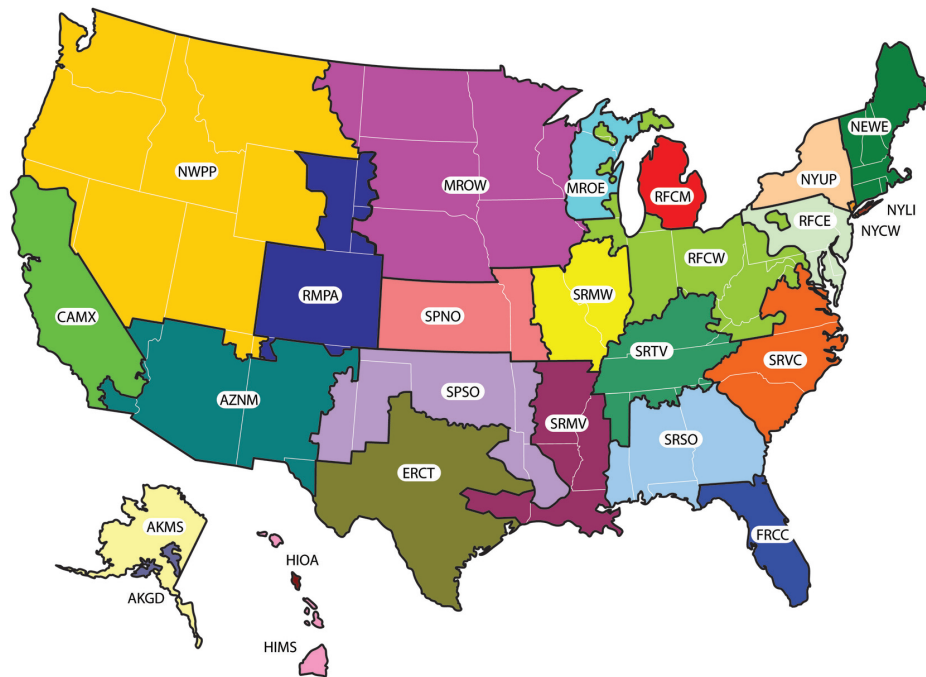 NEWE
NWPP
NYUP
MROW
MROE
RFCM
NYLI
RFCE
NYCW
RFCW
RMPA
SRMW
CAMX
SPNO
SRTV
SRVC
AZNM
SPSO
SRMV
SRSO
ERCT
AKMS
FRCC
HIOA
AKGD
HIMS